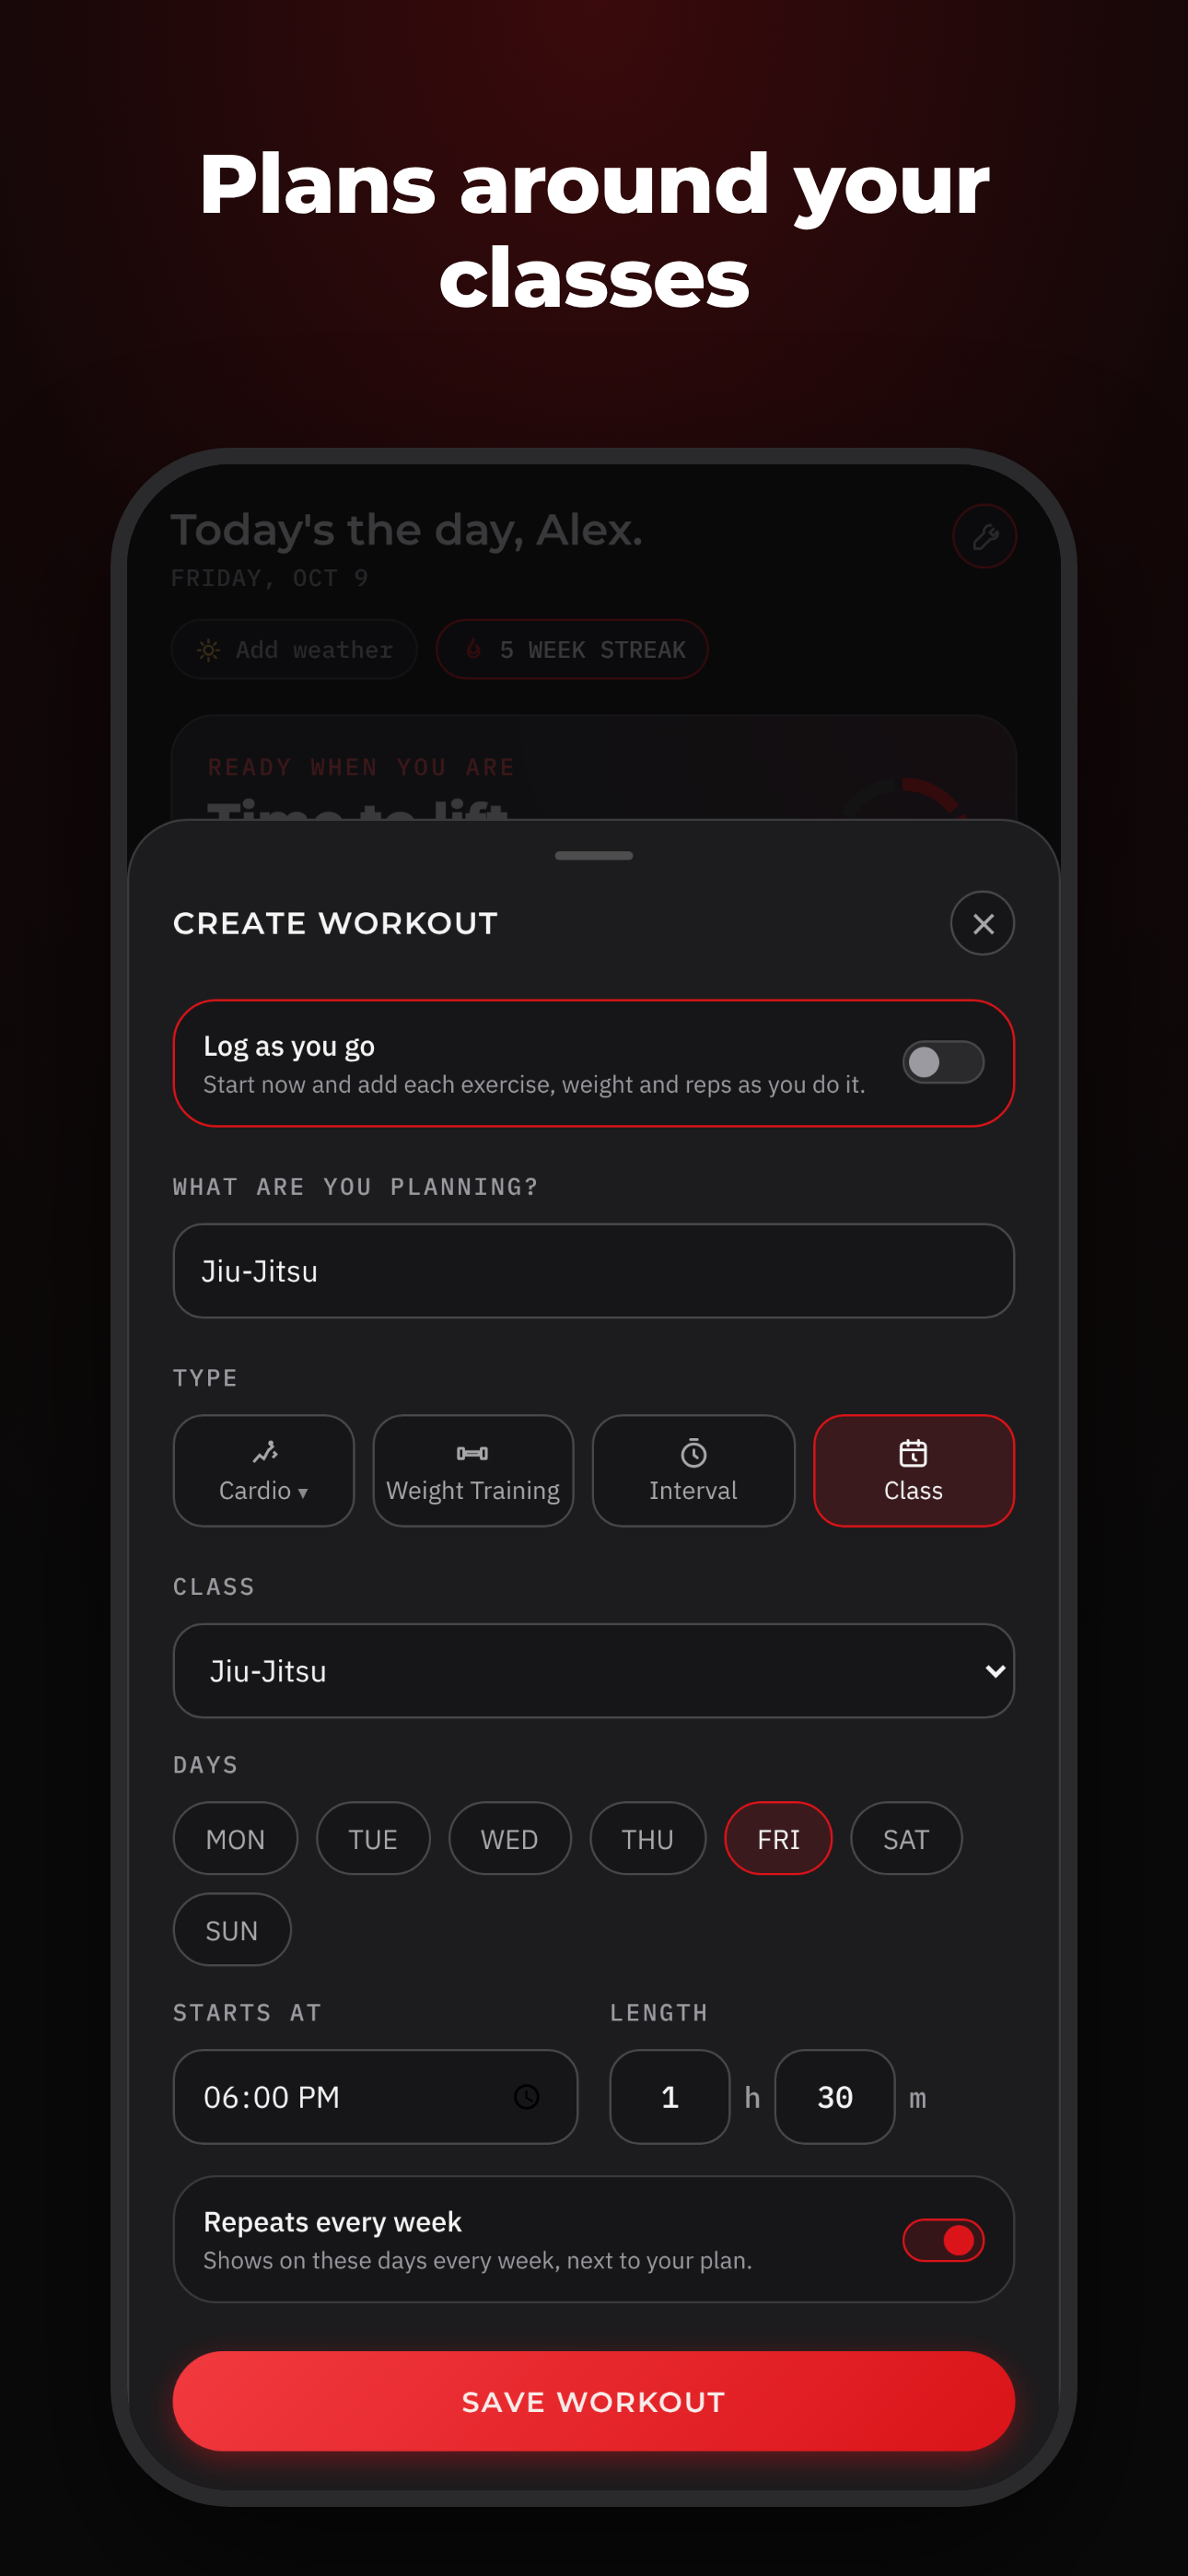 Plans around your
classes
Today's the day, Alex.
FRIDAY, OCT 9
Add weather
5 WEEK STREAK
READY WHEN YOU ARE
Time to lift
CREATE WORKOUT
Log as you go
Start now and add each exercise, weight and reps as you do it.
WHAT ARE YOU PLANNING?
Jiu-Jitsu
TYPE
Cardio ▾ Weight Training Interval Class
CLASS
Jiu-Jitsu
DAYS
MON TUE WED THU FRI SAT
SUN
STARTS AT LENGTH
06:00 PM 1 h 30 m
Repeats every week
Shows on these days every week, next to your plan.
SAVE WORKOUT